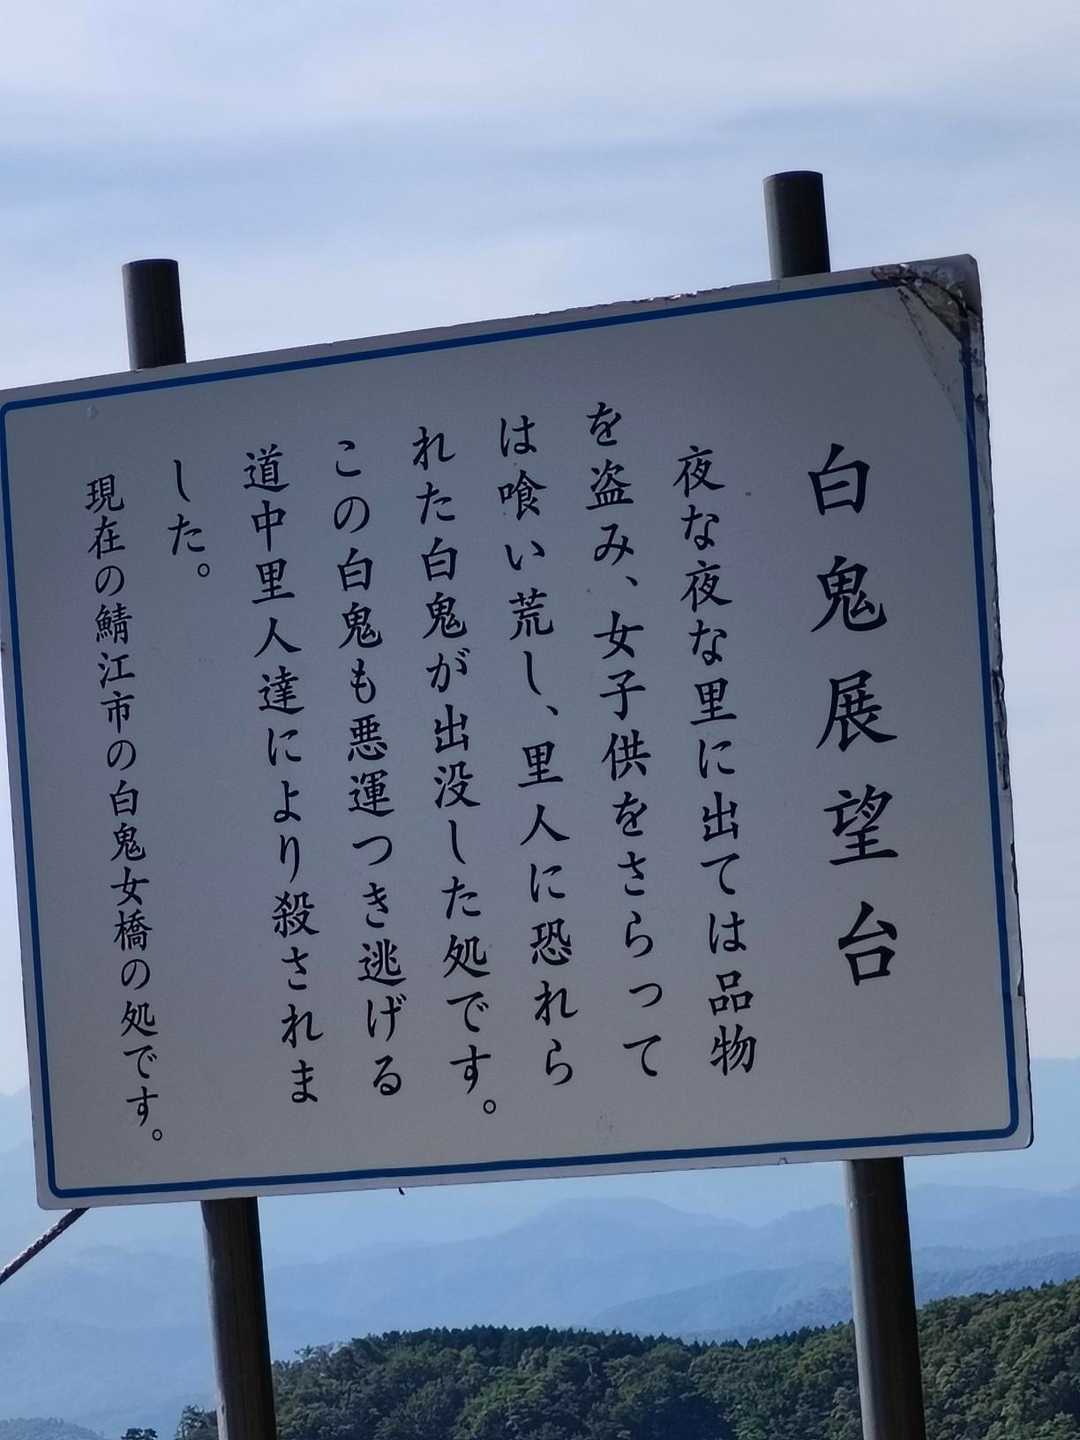 白鬼展望台
夜な夜な里に出ては品物
を盗み、女子供をさらって
は喰い荒し、里人に恐れら
れた白鬼が出没した処です。
この白鬼も悪運つき逃げる
道中里人達により殺されま
した。
現在の鯖江市の白鬼女橋の処です。